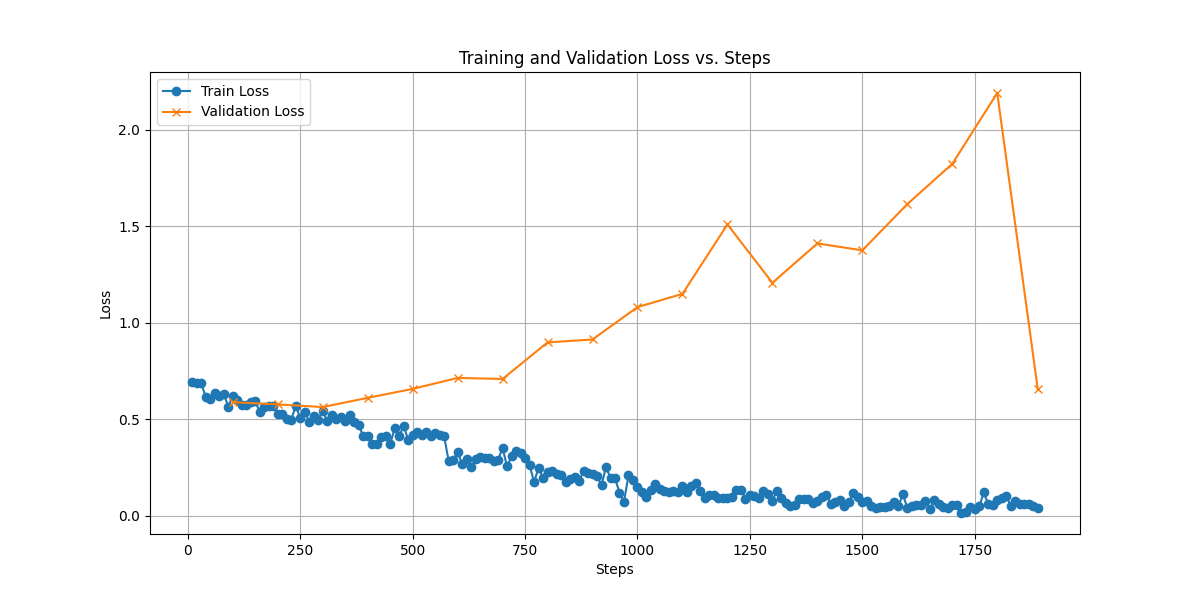 Training and Validation Loss vs. Steps
Train Loss
Validation Loss
Loss
2.0
1.5
1.0
0.5
0.0
0 250 500 750 1000 1250 1500 1750
Steps